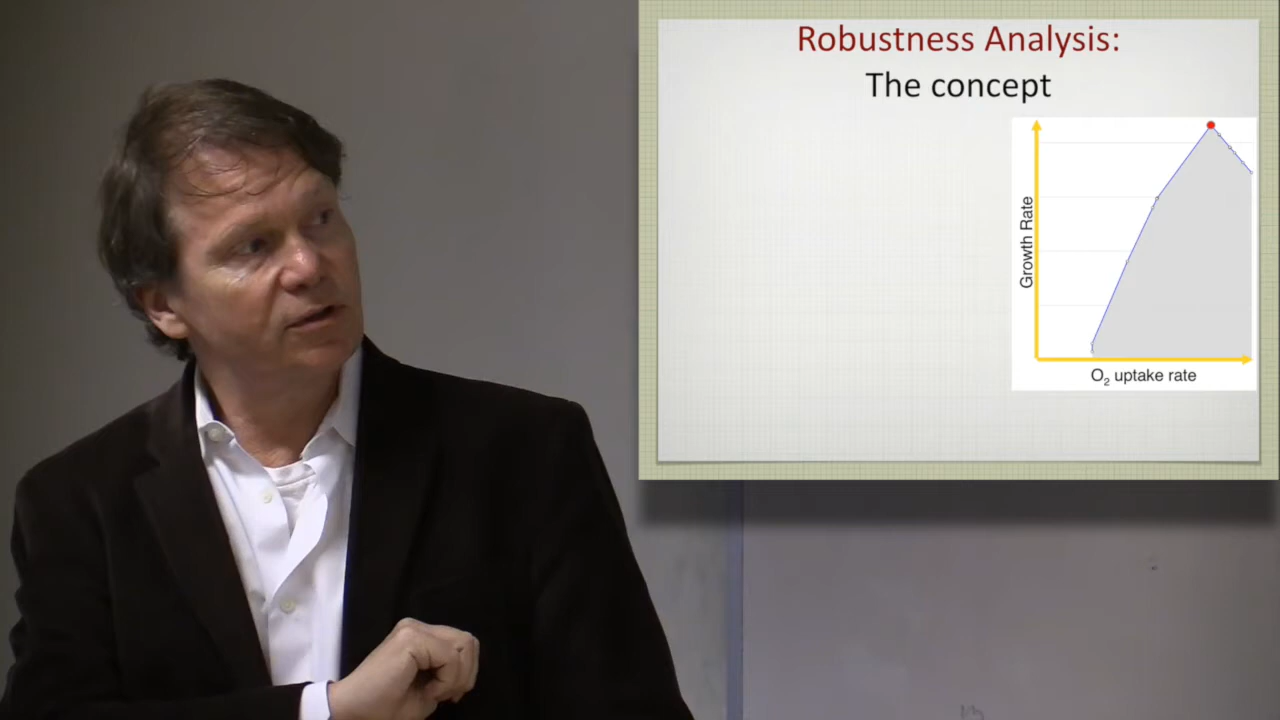 Robustness Analysis:
The concept
Growth Rate
O₂ uptake rate